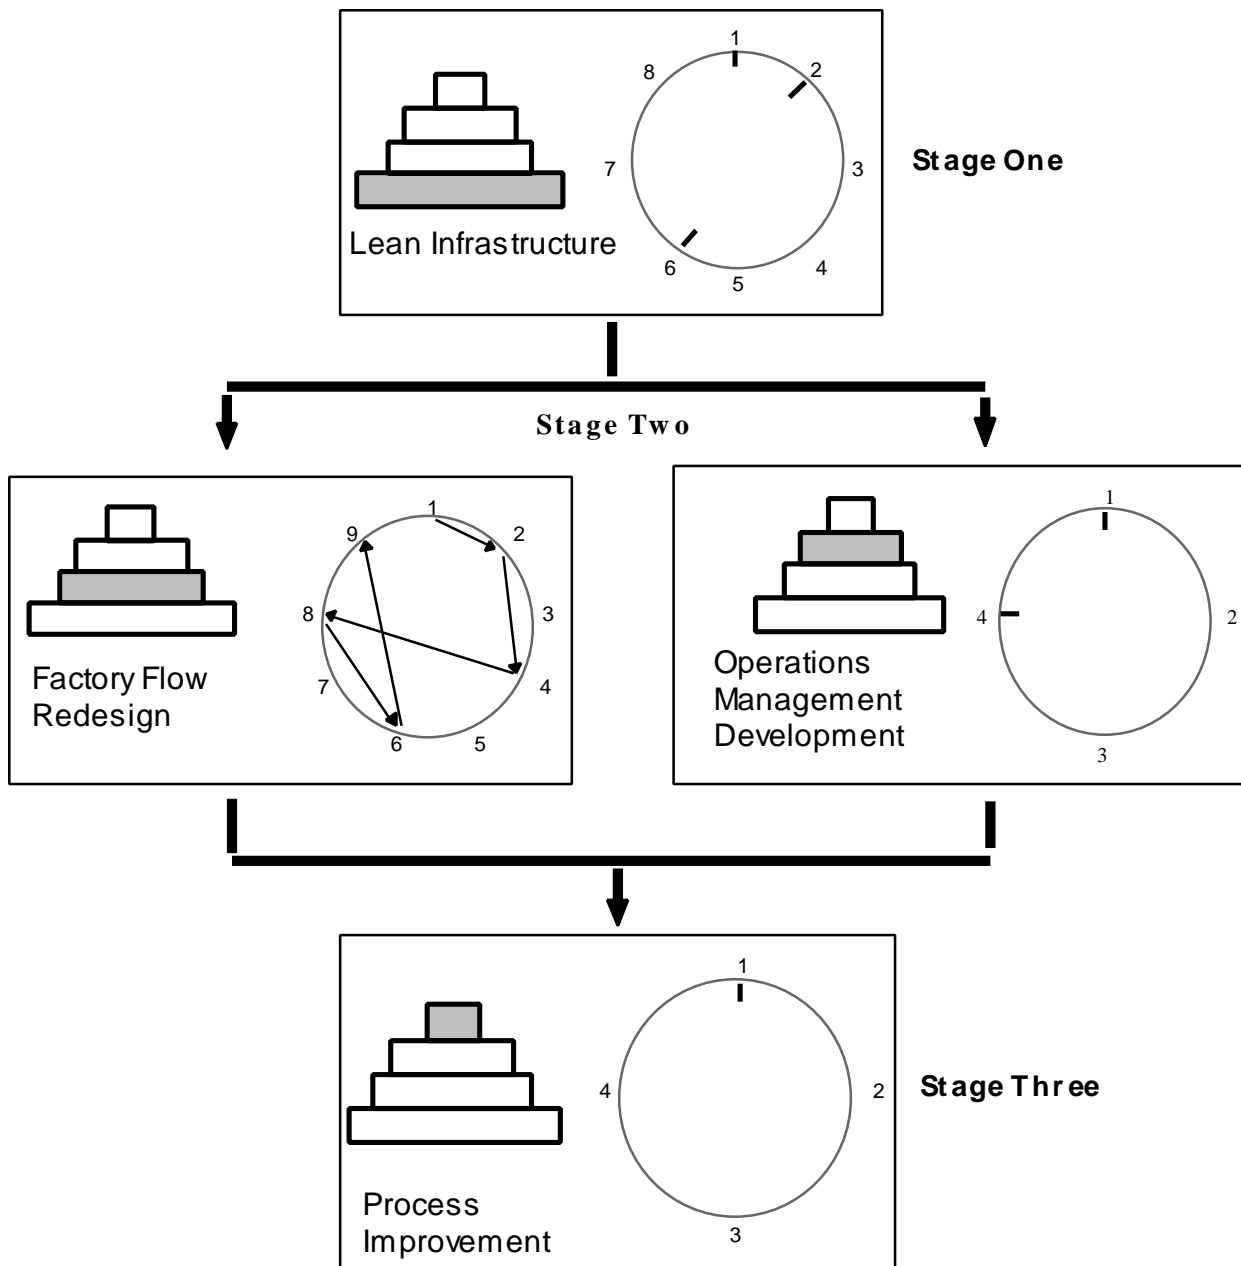 1
8
2
7
3
6
4
5
Lean Infrastructure
Stage One
Stage Two
1
9
2
8
3
7
4
6
5
Factory Flow
Redesign
1
4
2
3
Operations
Management
Development
1
4
2
3
Process
Improvement
Stage Three